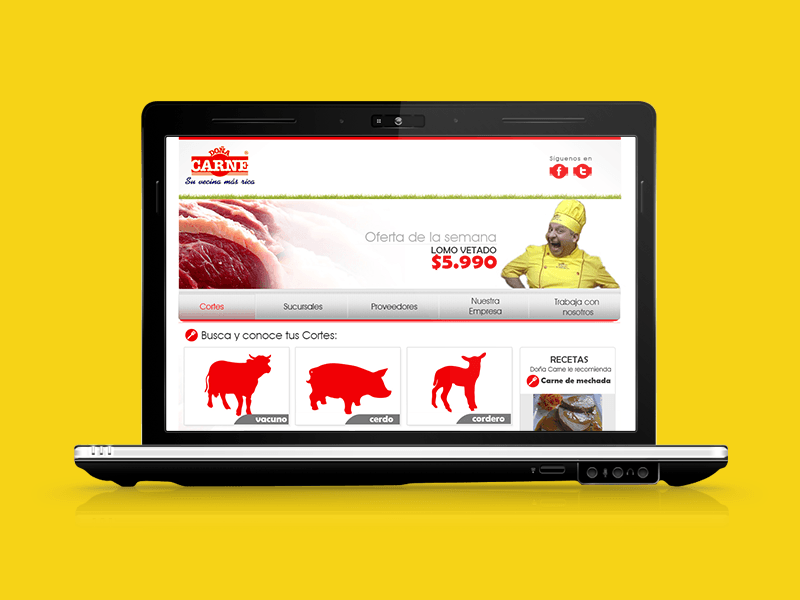 DOÑA
CARNE
Su vecina más rica
Siguenos en
Oferta de la semana
LOMO VETADO
$5.990
Cortes
Sucursales
Proveedores
Nuestra
Empresa
Trabaja con
nosotros
Busca y conoce tus Cortes:
vacuno
cerdo
cordero
RECETAS
Doña Carne le recomienda
Carne de mechada